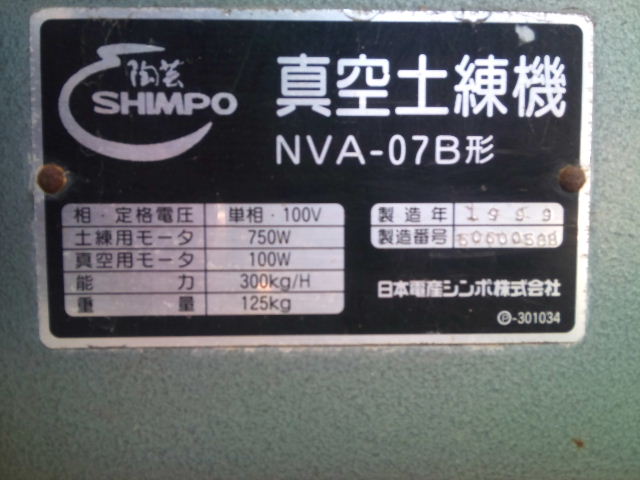 陶芸
SHIMPO
真空土練機
NVA-07B形
相・定格電圧 単相・100V
土練用モータ 750W
真空用モータ 100W
能力 300kg/H
重量 125kg
製造年 1999
製造番号
日本電産シンポ株式会社
-301034